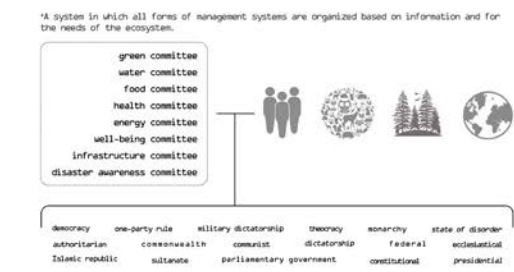 *A system in which all forms of management systems are organized based on information and for
the needs of the ecosystem.
green committee
water committee
food committee
health committee
energy committee
well-being committee
infrastructure committee
disaster awareness committee
democracy one-party rule military dictatorship theocracy monarchy state of disorder
authoritarian commonwealth communist dictatorship federal ecclesiastical
Islamic republic sultanate parliamentary government constitutional presidential